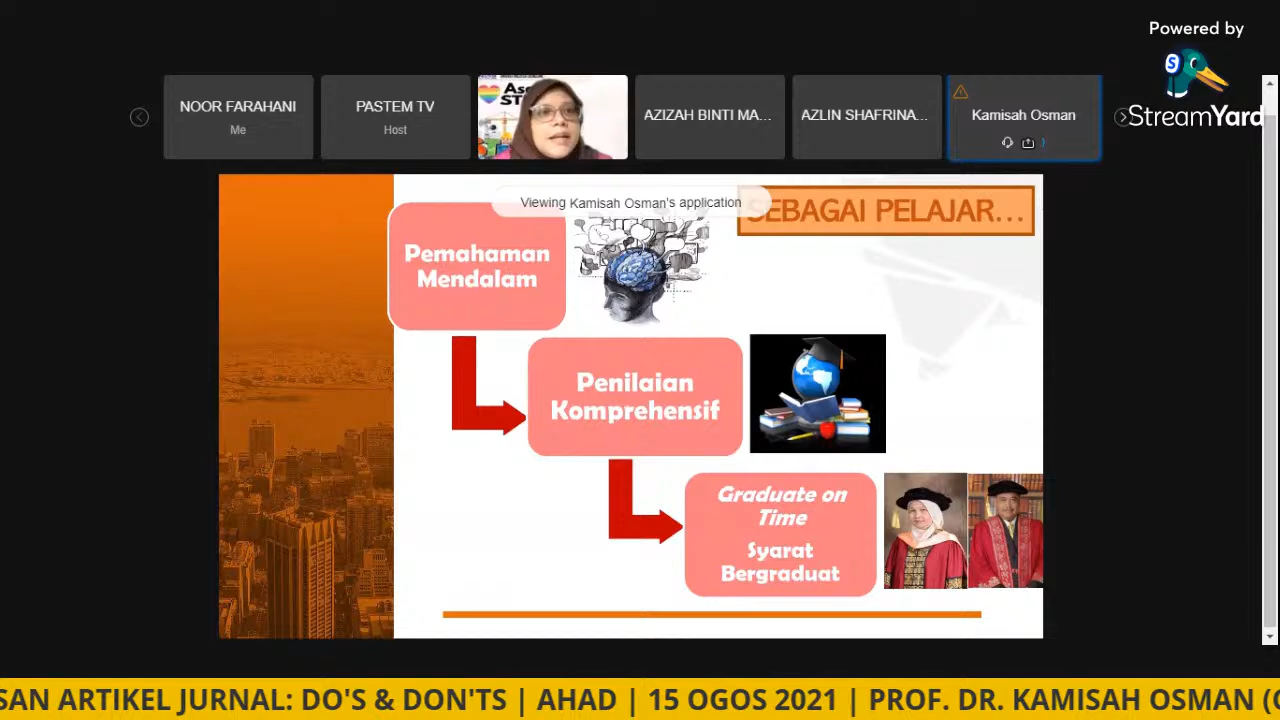 Powered by
StreamYard
NOOR FARAHANI
Me
PASTEM TV
Host
AZIZAH BINTI MA...
AZLIN SHAFRINA...
Kamisah Osman
Viewing Kamisah Osman's application
SEBAGAI PELAJAR...
Pemahaman
Mendalam
Penilaian
Komprehensif
Graduate on
Time
Syarat
Bergraduat
SAN ARTIKEL JURNAL: DO'S & DON'TS | AHAD | 15 OGOS 2021 | PROF. DR. KAMISAH OSMAN (